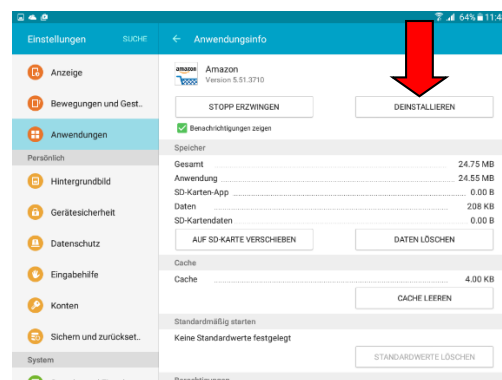 64% 11:4
Einstellungen SUCHE
Anwendungsinfo
Anzeige
Bewegungen und Gest..
Anwendungen
Persönlich
Hintergrundbild
Gerätesicherheit
Datenschutz
Eingabehilfe
Konten
Sichern und zurückset..
System
amazon
Amazon
Version 5.51.3710
STOPP ERZWINGEN DEINSTALLIEREN
Benachrichtigungen zeigen
Speicher
Gesamt 24.75 MB
Anwendung 24.55 MB
SD-Karten-App 0.00 B
Daten 208 KB
SD-Kartendaten 0.00 B
AUF SD-KARTE VERSCHIEBEN DATEN LÖSCHEN
Cache
Cache 4.00 KB
CACHE LEEREN
Standardmäßig starten
Keine Standardwerte festgelegt
STANDARDWERTE LÖSCHEN